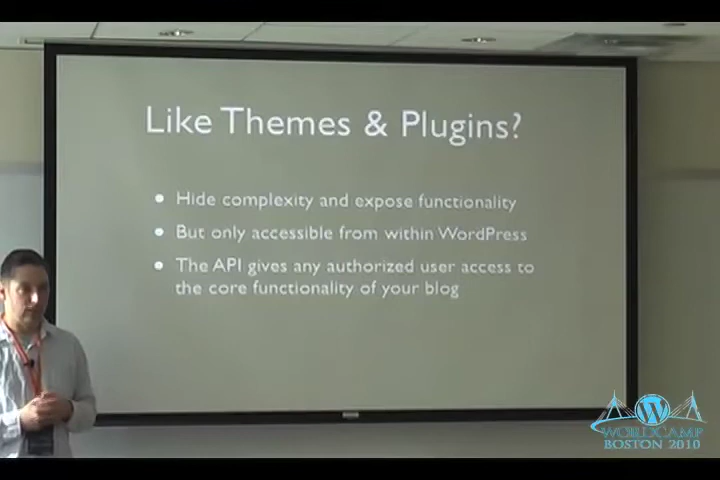 Like Themes & Plugins?
• Hide complexity and expose functionality
• But only accessible from within WordPress
• The API gives any authorized user access to
the core functionality of your blog
WORDCAMP
BOSTON 2010